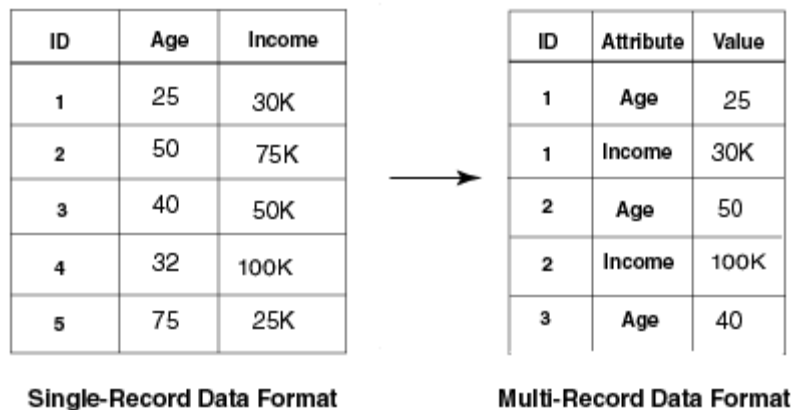 ID Age Income
1 25 30K
2 50 75K
3 40 50K
4 32 100K
5 75 25K
Single-Record Data Format
ID Attribute Value
1 Age 25
1 Income 30K
2 Age 50
2 Income 100K
3 Age 40
Multi-Record Data Format